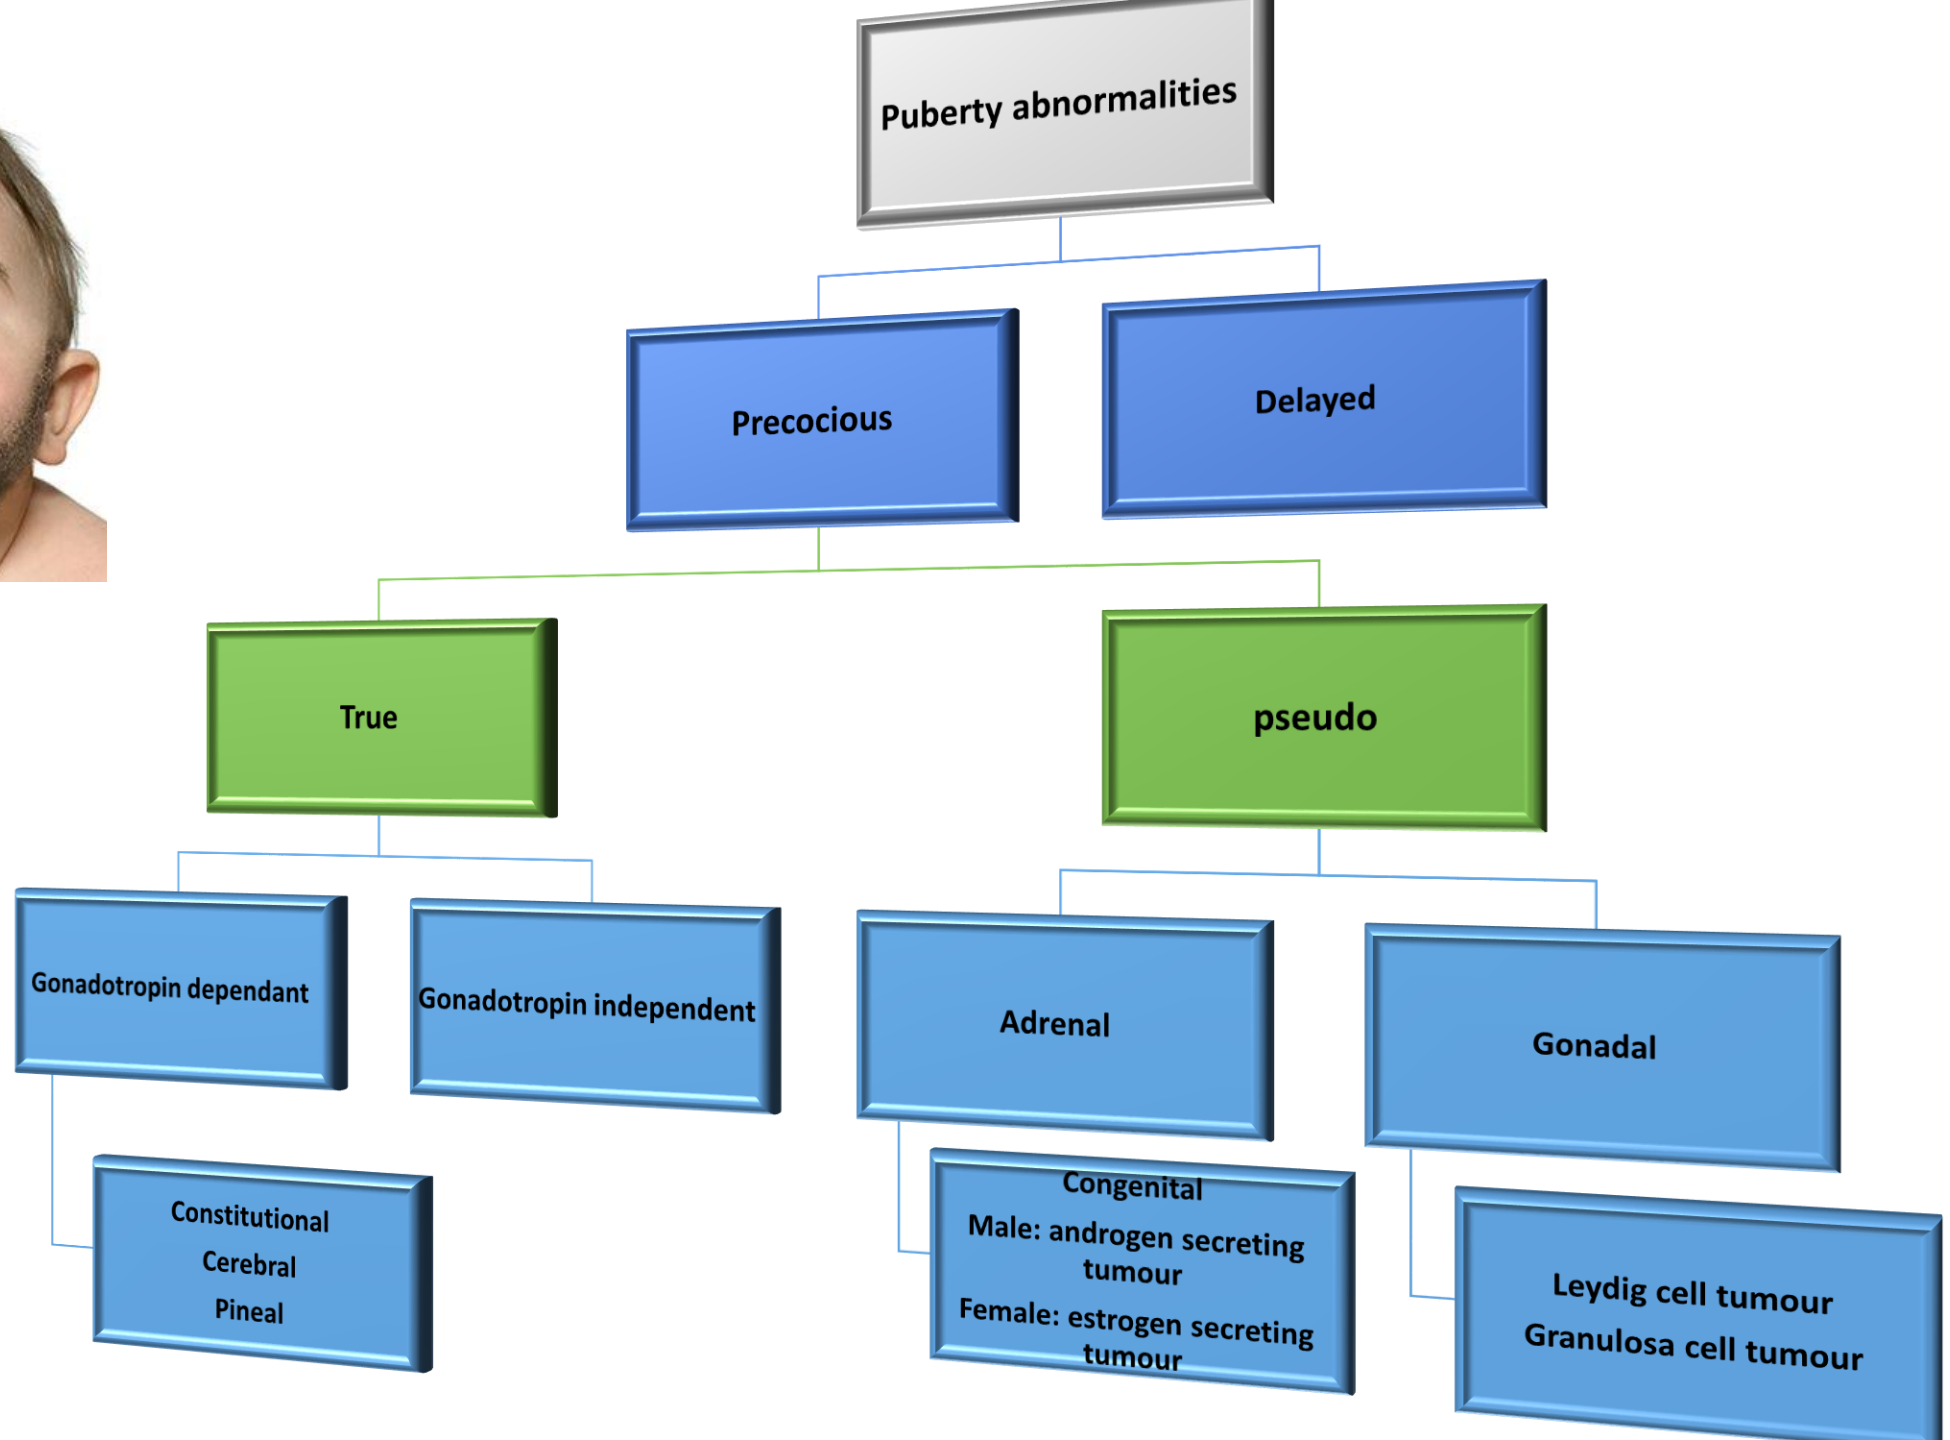 Puberty abnormalities
Precocious
Delayed
True
pseudo
Gonadotropin dependant
Gonadotropin independent
Adrenal
Gonadal
Constitutional
Cerebral
Pineal
Congenital
Male: androgen secreting
tumour
Female: estrogen secreting
tumour
Leydig cell tumour
Granulosa cell tumour